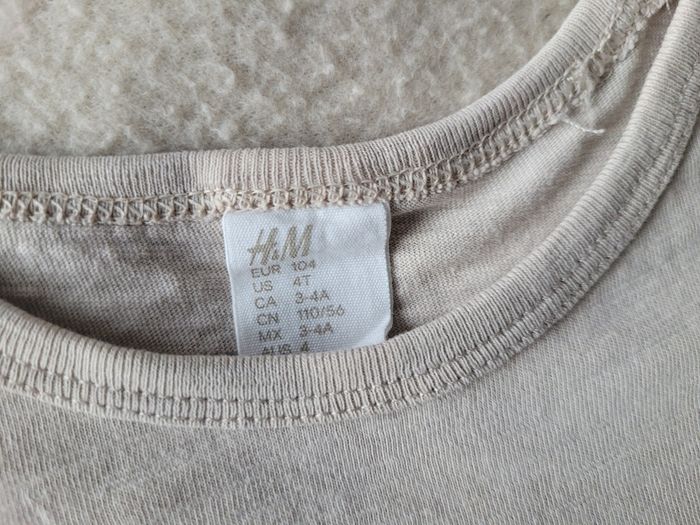 H&M
EUR 104
US 4T
CA 3-4A
CN 110/56
MX 3-4A
AUS 4